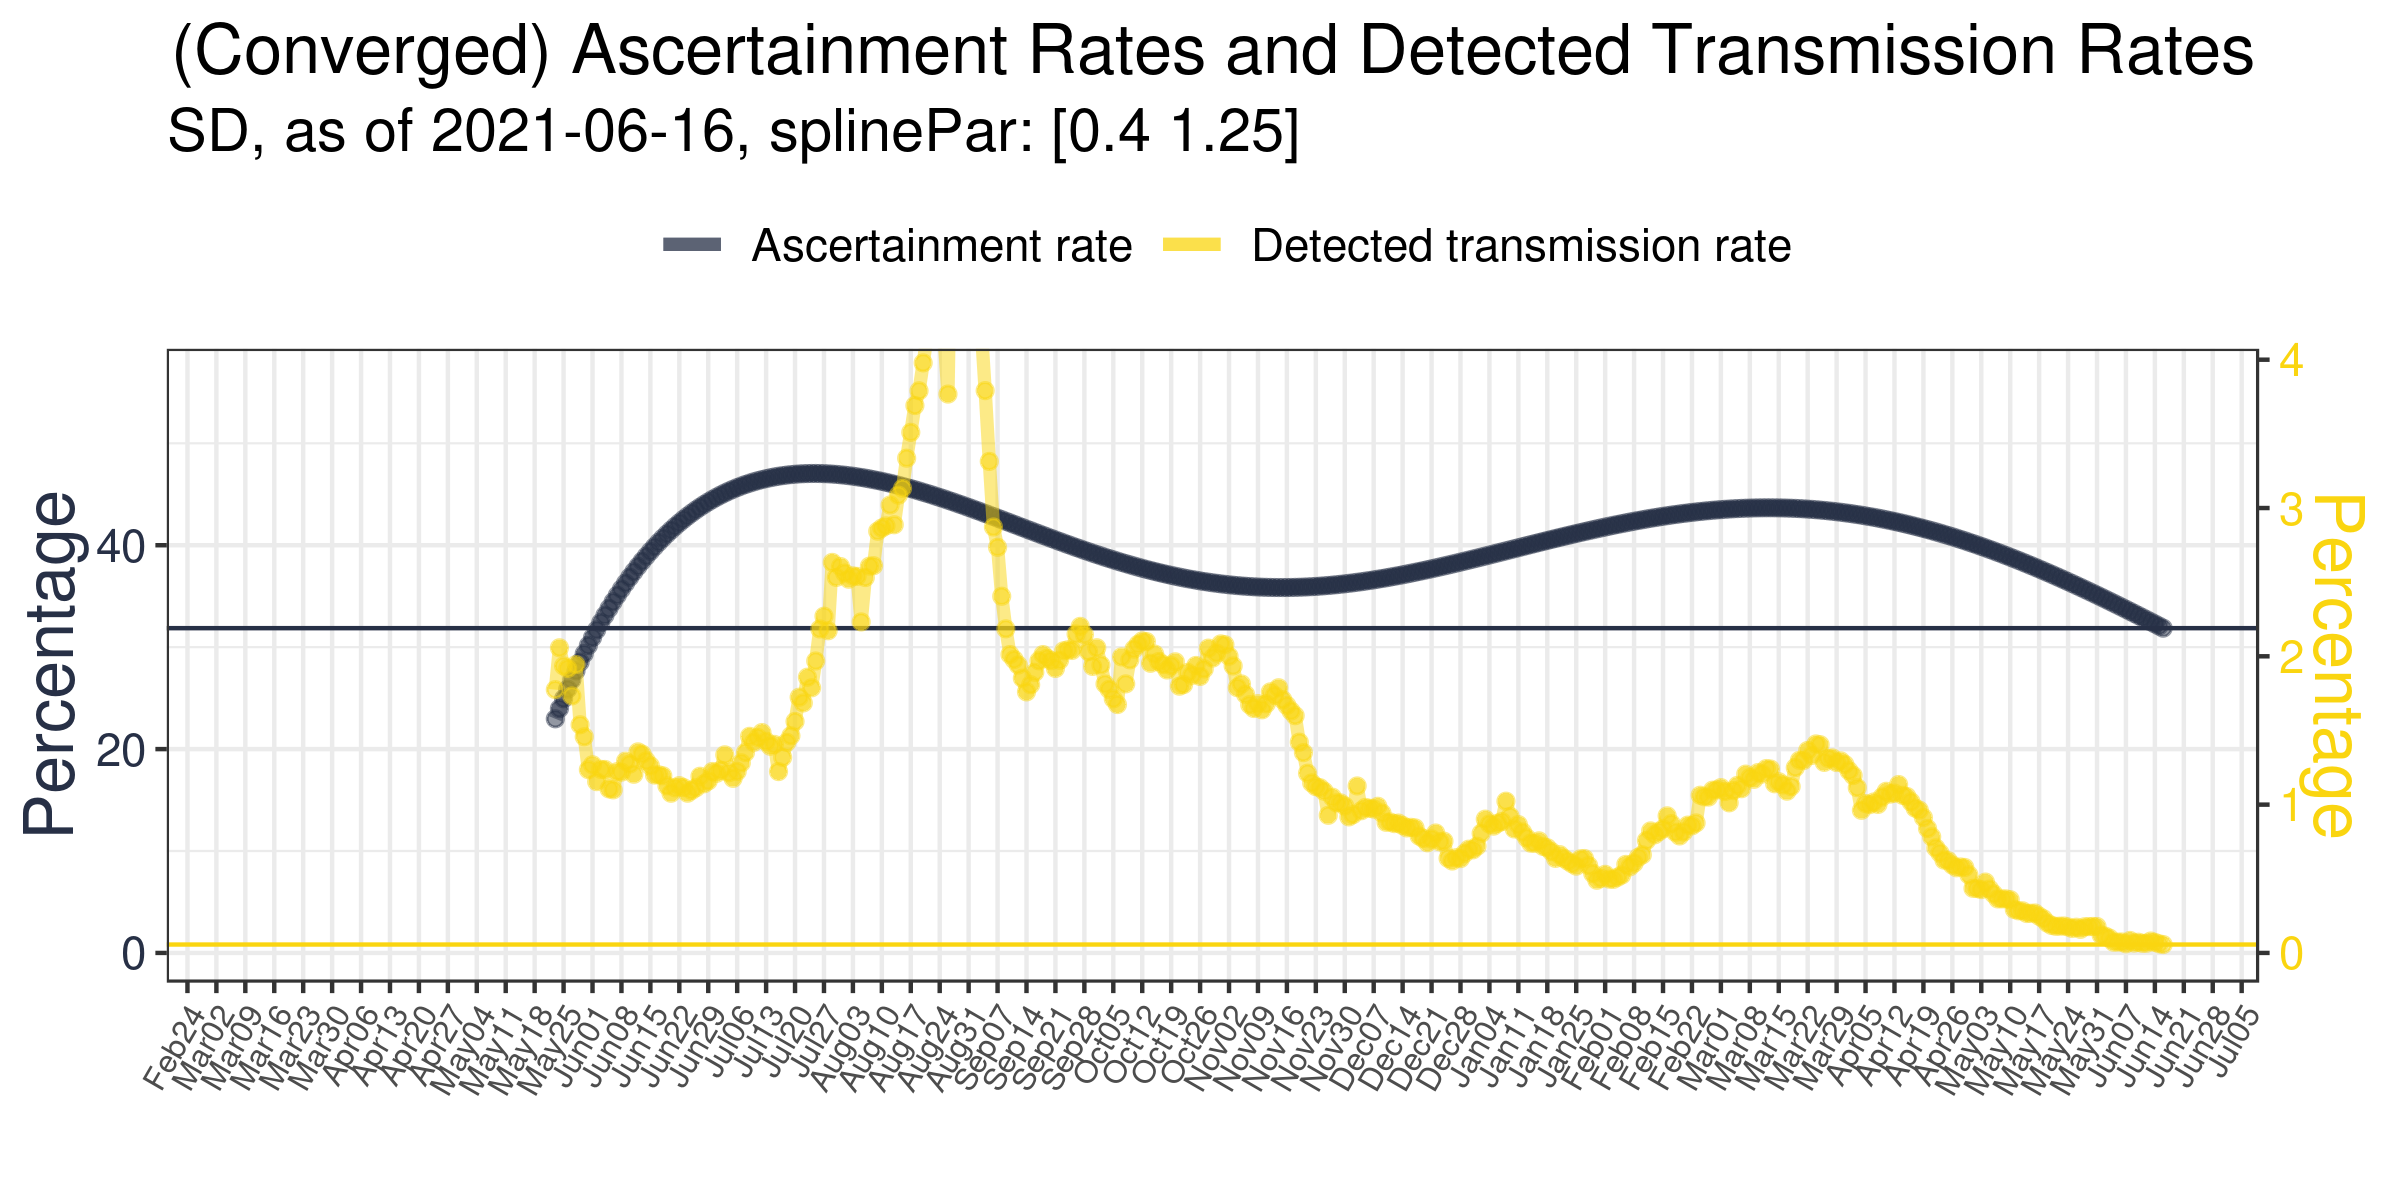 (Converged) Ascertainment Rates and Detected Transmission Rates
SD, as of 2021-06-16, splinePar: [0.4 1.25]
Ascertainment rate Detected transmission rate
Percentage
40
20
0
4
3
2
1
0
Percentage
Feb24 Mar02 Mar09 Mar16 Mar23 Mar30 Apr06 Apr13 Apr20 Apr27 May04 May11 May18 May25 Jun01 Jun08 Jun15 Jun22 Jun29 Jul06 Jul13 Jul20 Jul27 Aug03 Aug10 Aug17 Aug24 Aug31 Sep07 Sep14 Sep21 Sep28 Oct05 Oct12 Oct19 Oct26 Nov02 Nov09 Nov16 Nov23 Nov30 Dec07 Dec14 Dec21 Dec28 Jan04 Jan11 Jan18 Jan25 Feb01 Feb08 Feb15 Feb22 Mar01 Mar08 Mar15 Mar22 Mar29 Apr05 Apr12 Apr19 Apr26 May03 May10 May17 May24 May31 Jun07 Jun14 Jun21 Jun28 Jul05